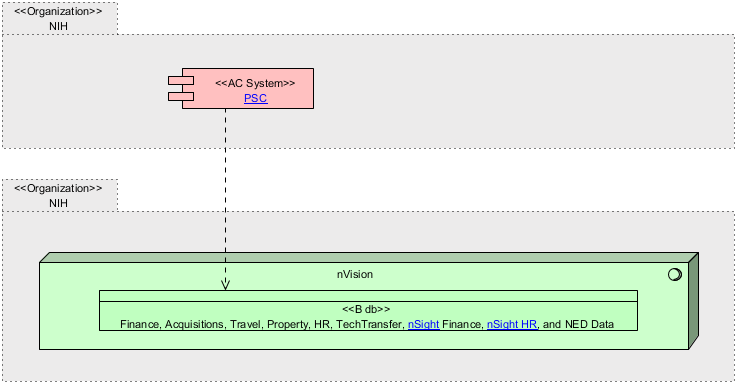 <<Organization>>
NIH
<<AC System>>
PSC
<<Organization>>
NIH
nVision
<<B db>>
Finance, Acquisitions, Travel, Property, HR, TechTransfer, nSight Finance, nSight HR, and NED Data